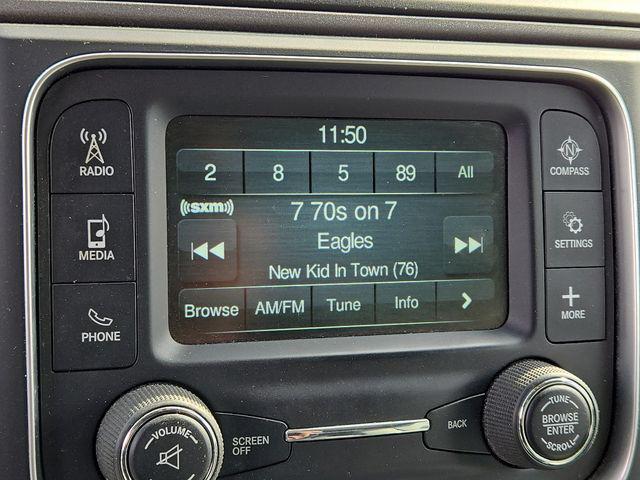 11:50
2 8 5 89 All
((sxm))
7 70s on 7
Eagles
New Kid In Town (76)
Browse AM/FM Tune Info
RADIO
MEDIA
PHONE
N
COMPASS
SETTINGS
MORE
VOLUME
SCREEN
OFF
BACK
TUNE
BROWSE
ENTER
SCROLL